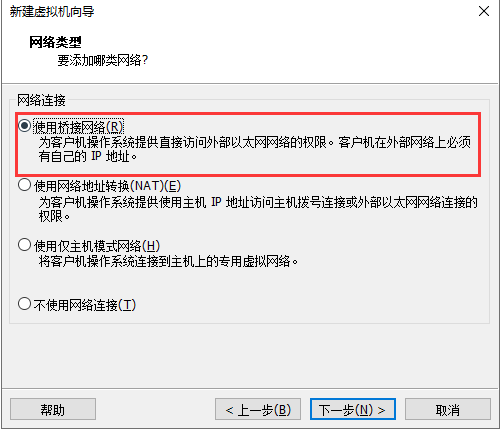 新建虚拟机向导
网络类型
要添加哪类网络?
网络连接
使用桥接网络(R)
为客户机操作系统提供直接访问外部以太网网络的权限。客户机在外部网络上必须
有自己的 IP 地址。
使用网络地址转换(NAT)(E)
为客户机操作系统提供使用主机 IP 地址访问主机拨号连接或外部以太网网络连接的
权限。
使用仅主机模式网络(H)
将客户机操作系统连接到主机上的专用虚拟网络。
不使用网络连接(T)
帮助
< 上一步(B)
下一步(N) >
取消